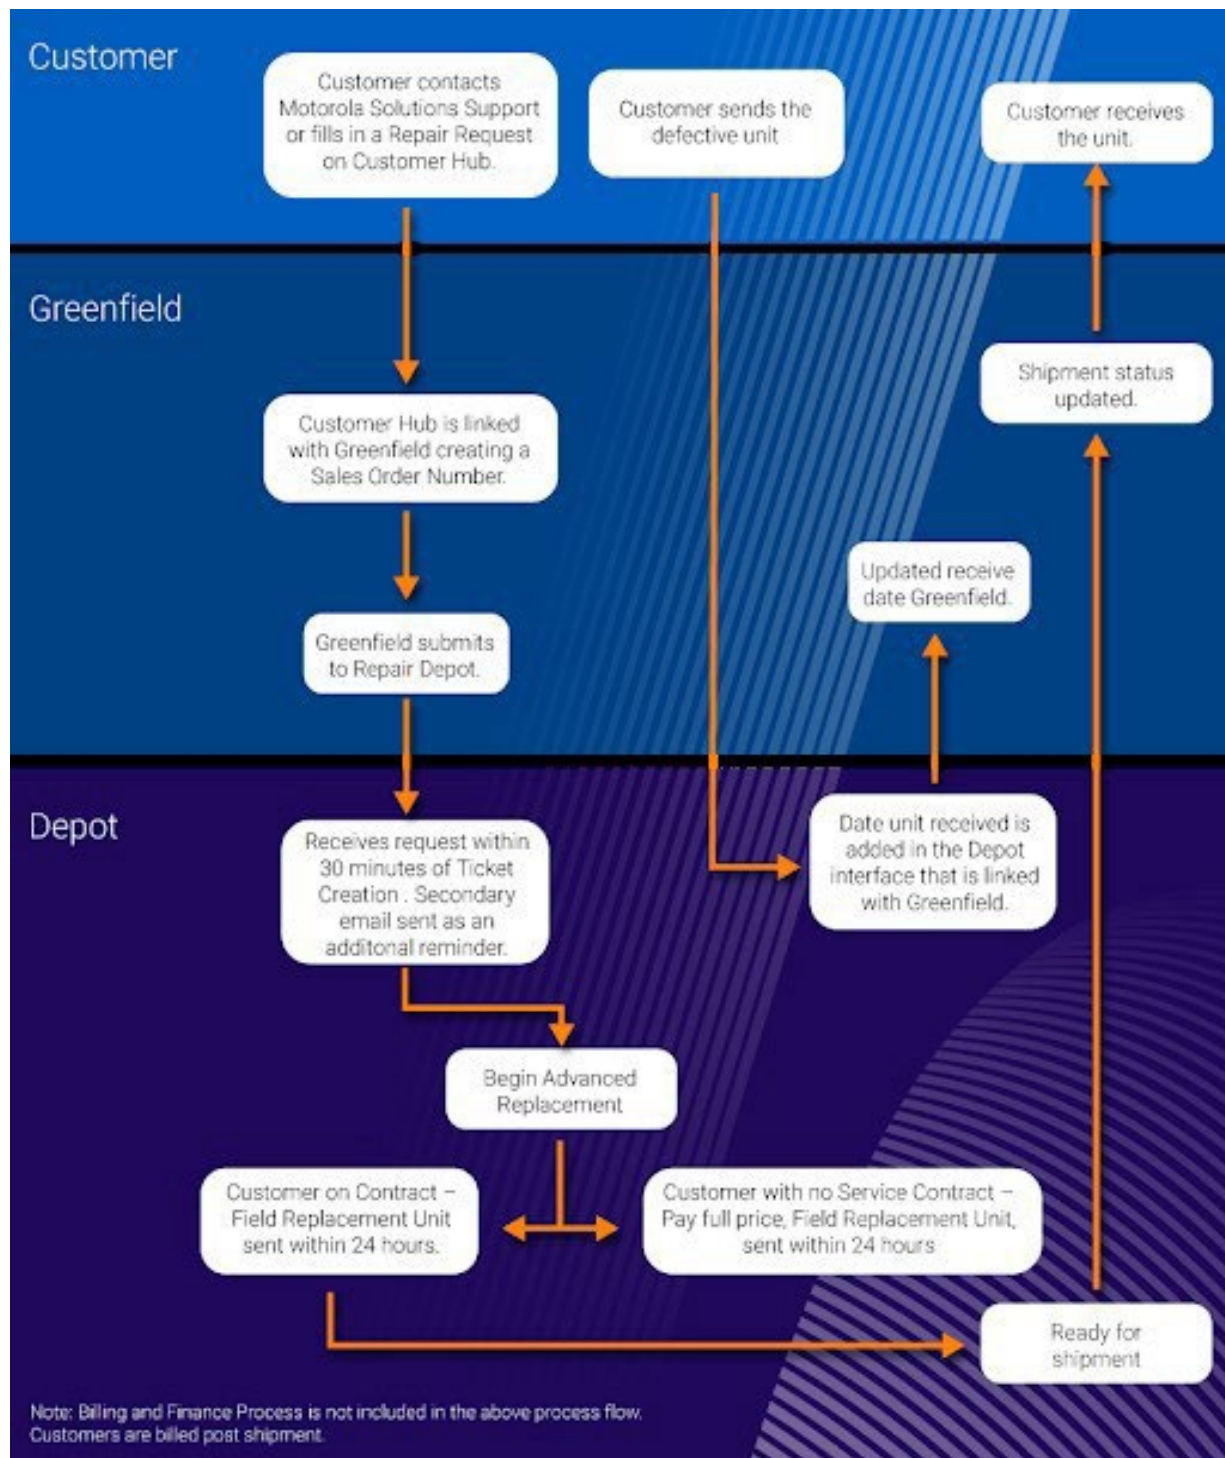 Customer
Customer contacts
Motorola Solutions Support
or fills in a Repair Request
on Customer Hub.
Customer sends the
defective unit
Customer receives
the unit.
Greenfield
Shipment status
updated.
Customer Hub is linked
with Greenfield creating a
Sales Order Number.
Updated receive
date Greenfield.
Greenfield submits
to Repair Depot.
Depot
Receives request within
30 minutes of Ticket
Creation . Secondary
email sent as an
additonal reminder.
Date unit received is
added in the Depot
interface that is linked
with Greenfield.
Begin Advanced
Replacement
Customer on Contract –
Field Replacement Unit
sent within 24 hours.
Customer with no Service Contract –
Pay full price, Field Replacement Unit,
sent within 24 hours
Ready for
shipment
Note: Billing and Finance Process is not included in the above process flow.
Customers are billed post shipment.